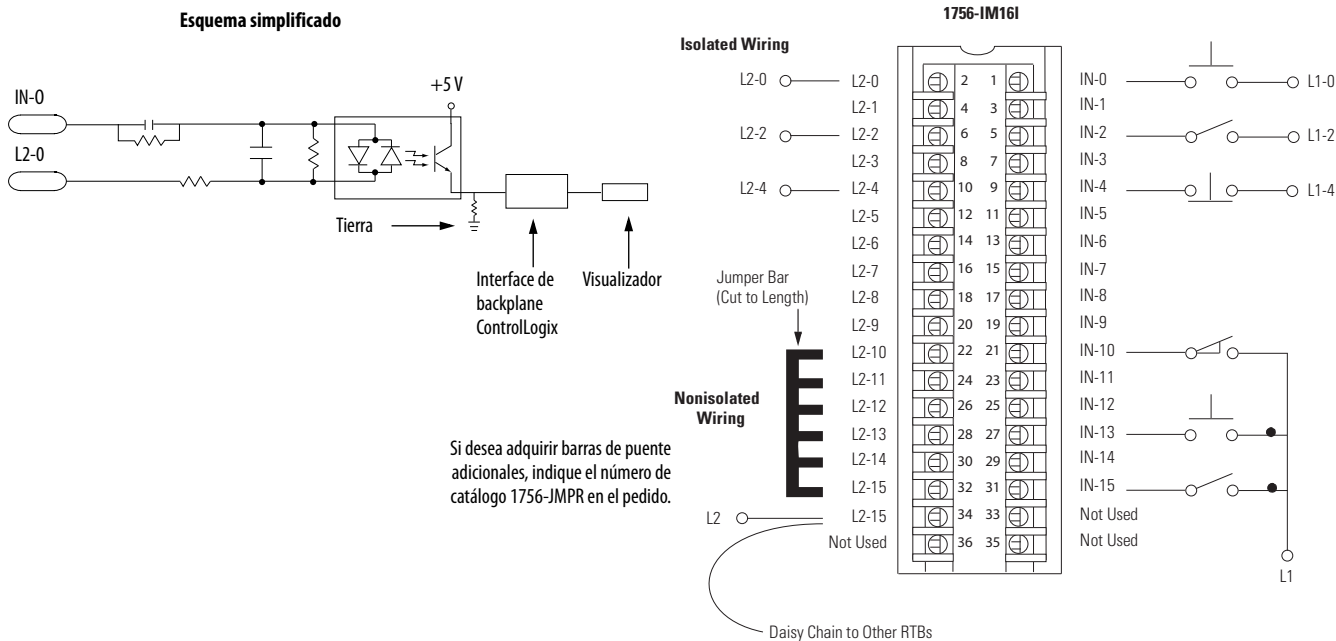 Esquema simplificado
IN-0
L2-0
+5 V
Tierra
Interface de
backplane
ControlLogix
Visualizador
Si desea adquirir barras de puente
adicionales, indique el número de
catálogo 1756-JMPR en el pedido.
1756-IM16I
Isolated Wiring
L2-0 L2-0 2 1 IN-0 L1-0
L2-1 4 3 IN-1
L2-2 L2-2 6 5 IN-2 L1-2
L2-3 8 7 IN-3
L2-4 L2-4 10 9 IN-4 L1-4
L2-5 12 11 IN-5
L2-6 14 13 IN-6
L2-7 16 15 IN-7
Jumper Bar
(Cut to Length)
L2-8 18 17 IN-8
L2-9 20 19 IN-9
L2-10 22 21 IN-10
L2-11 24 23 IN-11
Nonisolated
Wiring
L2-12 26 25 IN-12
L2-13 28 27 IN-13
L2-14 30 29 IN-14
L2-15 32 31 IN-15
L2 L2-15 34 33 Not Used
Not Used 36 35 Not Used
L1
Daisy Chain to Other RTBs